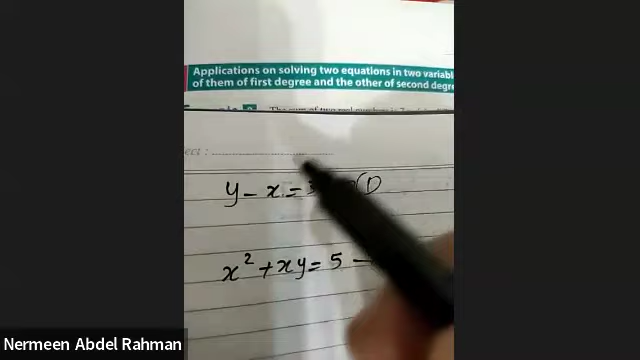 Applications on solving two equations in two variabl
of them of first degree and the other of second degre
y - x = 3
x² + xy = 5 -
Nermeen Abdel Rahman